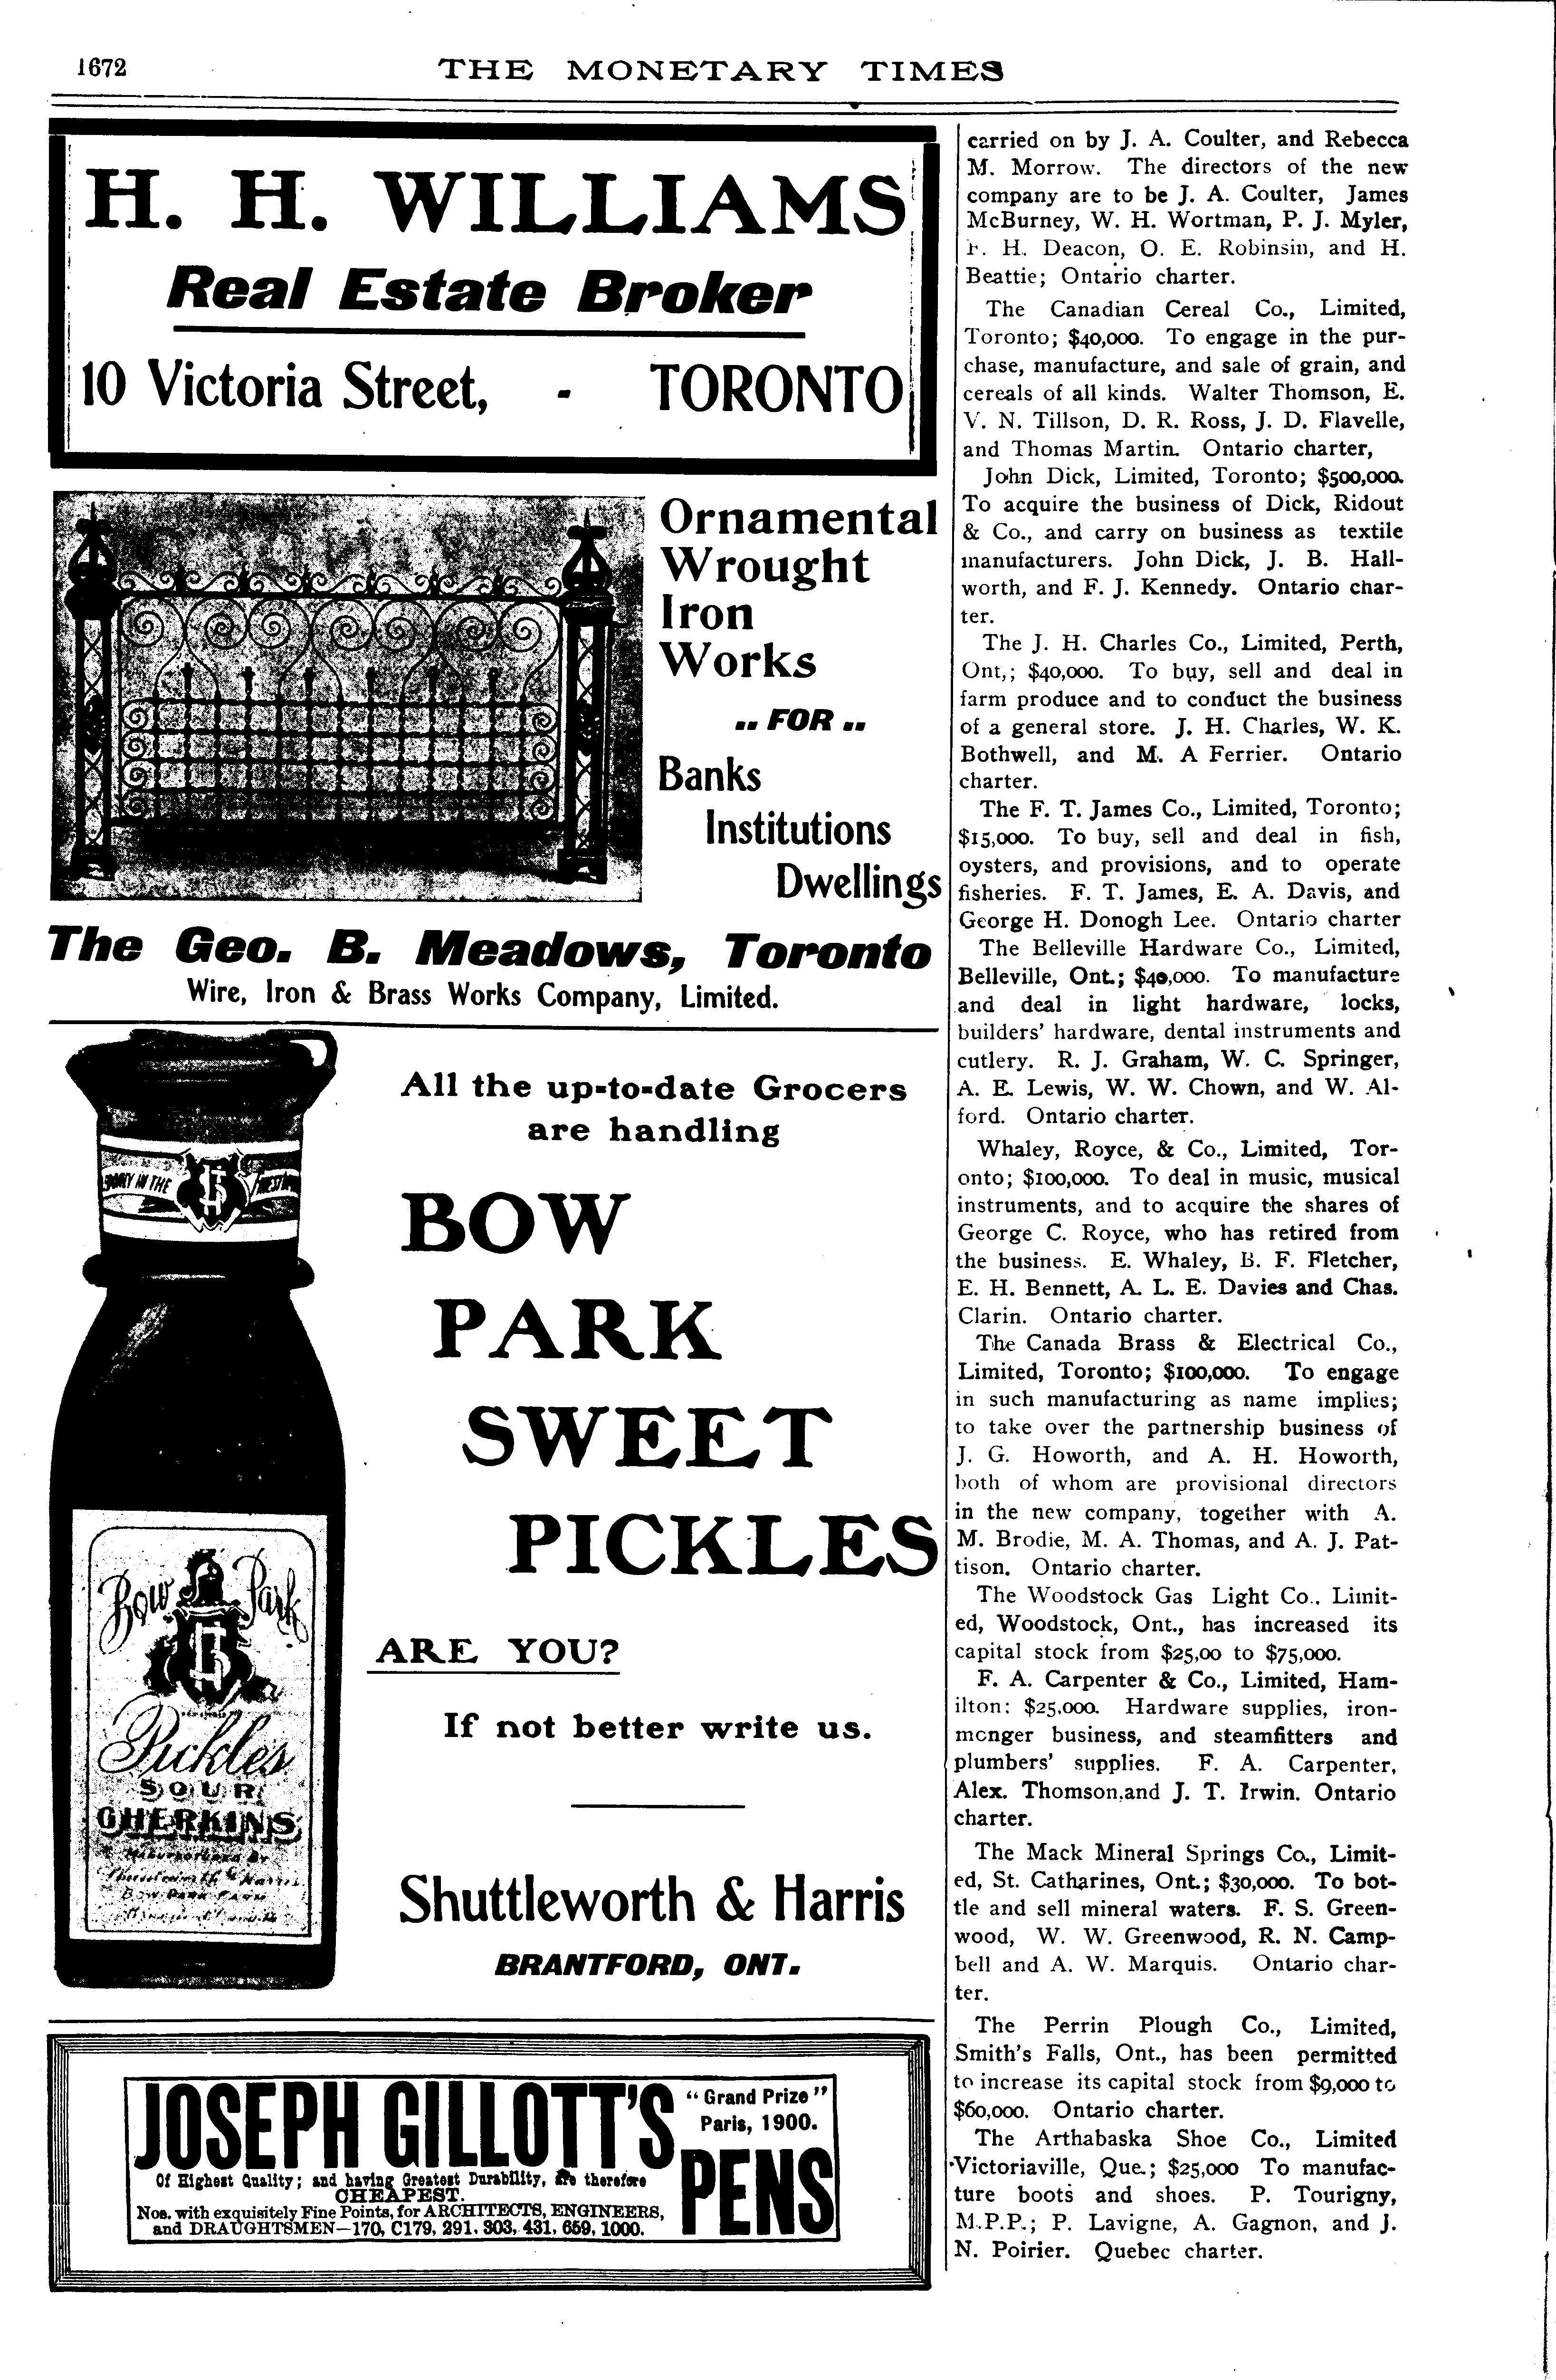 1672
THE MONETARY TIMES
H. H. WILLIAMS
Real Estate Broker
10 Victoria Street, - TORONTO
Ornamental
Wrought
Iron
Works
.. FOR ..
Banks
Institutions
Dwellings
The Geo. B. Meadows, Toronto
Wire, Iron & Brass Works Company, Limited.
All the up-to-date Grocers
are handling
BOW
PARK
SWEET
PICKLES
ARE YOU?
If not better write us.
Shuttleworth & Harris
BRANTFORD, ONT.
IN THE
Bow Park
Pickles
SOUR
GHERKINS
JOSEPH GILLOTT'S
"Grand Prize"
Paris, 1900.
PENS
Of Highest Quality; and having Greatest Durability, are therefore
CHEAPEST.
Nos. with exquisitely Fine Points, for ARCHITECTS, ENGINEERS,
and DRAUGHTSMEN—170, C179, 291, 303, 431, 659, 1000.
carried on by J. A. Coulter, and Rebecca
M. Morrow. The directors of the new
company are to be J. A. Coulter, James
McBurney, W. H. Wortman, P. J. Myler,
F. H. Deacon, O. E. Robinsin, and H.
Beattie; Ontario charter.
The Canadian Cereal Co., Limited,
Toronto; $40,000. To engage in the pur-
chase, manufacture, and sale of grain, and
cereals of all kinds. Walter Thomson, E.
V. N. Tillson, D. R. Ross, J. D. Flavelle,
and Thomas Martin. Ontario charter,
John Dick, Limited, Toronto; $500,000.
To acquire the business of Dick, Ridout
& Co., and carry on business as textile
manufacturers. John Dick, J. B. Hall-
worth, and F. J. Kennedy. Ontario char-
ter.
The J. H. Charles Co., Limited, Perth,
Ont,; $40,000. To buy, sell and deal in
farm produce and to conduct the business
of a general store. J. H. Charles, W. K.
Bothwell, and M. A Ferrier. Ontario
charter.
The F. T. James Co., Limited, Toronto;
$15,000. To buy, sell and deal in fish,
oysters, and provisions, and to operate
fisheries. F. T. James, E. A. Davis, and
George H. Donogh Lee. Ontario charter
The Belleville Hardware Co., Limited,
Belleville, Ont.; $40,000. To manufacture
and deal in light hardware, locks,
builders' hardware, dental instruments and
cutlery. R. J. Graham, W. C. Springer,
A. E. Lewis, W. W. Chown, and W. Al-
ford. Ontario charter.
Whaley, Royce, & Co., Limited, Tor-
onto; $100,000. To deal in music, musical
instruments, and to acquire the shares of
George C. Royce, who has retired from
the business. E. Whaley, B. F. Fletcher,
E. H. Bennett, A. L. E. Davies and Chas.
Clarin. Ontario charter.
The Canada Brass & Electrical Co.,
Limited, Toronto; $100,000. To engage
in such manufacturing as name implies;
to take over the partnership business of
J. G. Howorth, and A. H. Howorth,
both of whom are provisional directors
in the new company, together with A.
M. Brodie, M. A. Thomas, and A. J. Pat-
tison. Ontario charter.
The Woodstock Gas Light Co., Limit-
ed, Woodstock, Ont., has increased its
capital stock from $25,00 to $75,000.
F. A. Carpenter & Co., Limited, Ham-
ilton; $25,000. Hardware supplies, iron-
monger business, and steamfitters and
plumbers' supplies. F. A. Carpenter,
Alex. Thomson,and J. T. Irwin. Ontario
charter.
The Mack Mineral Springs Co., Limit-
ed, St. Catharines, Ont.; $30,000. To bot-
tle and sell mineral waters. F. S. Green-
wood, W. W. Greenwood, R. N. Camp-
bell and A. W. Marquis. Ontario char-
ter.
The Perrin Plough Co., Limited,
Smith's Falls, Ont., has been permitted
to increase its capital stock from $9,000 to
$60,000. Ontario charter.
The Arthabaska Shoe Co., Limited
Victoriaville, Que.; $25,000 To manufac-
ture boots and shoes. P. Tourigny,
M.P.P.; P. Lavigne, A. Gagnon, and J.
N. Poirier. Quebec charter.